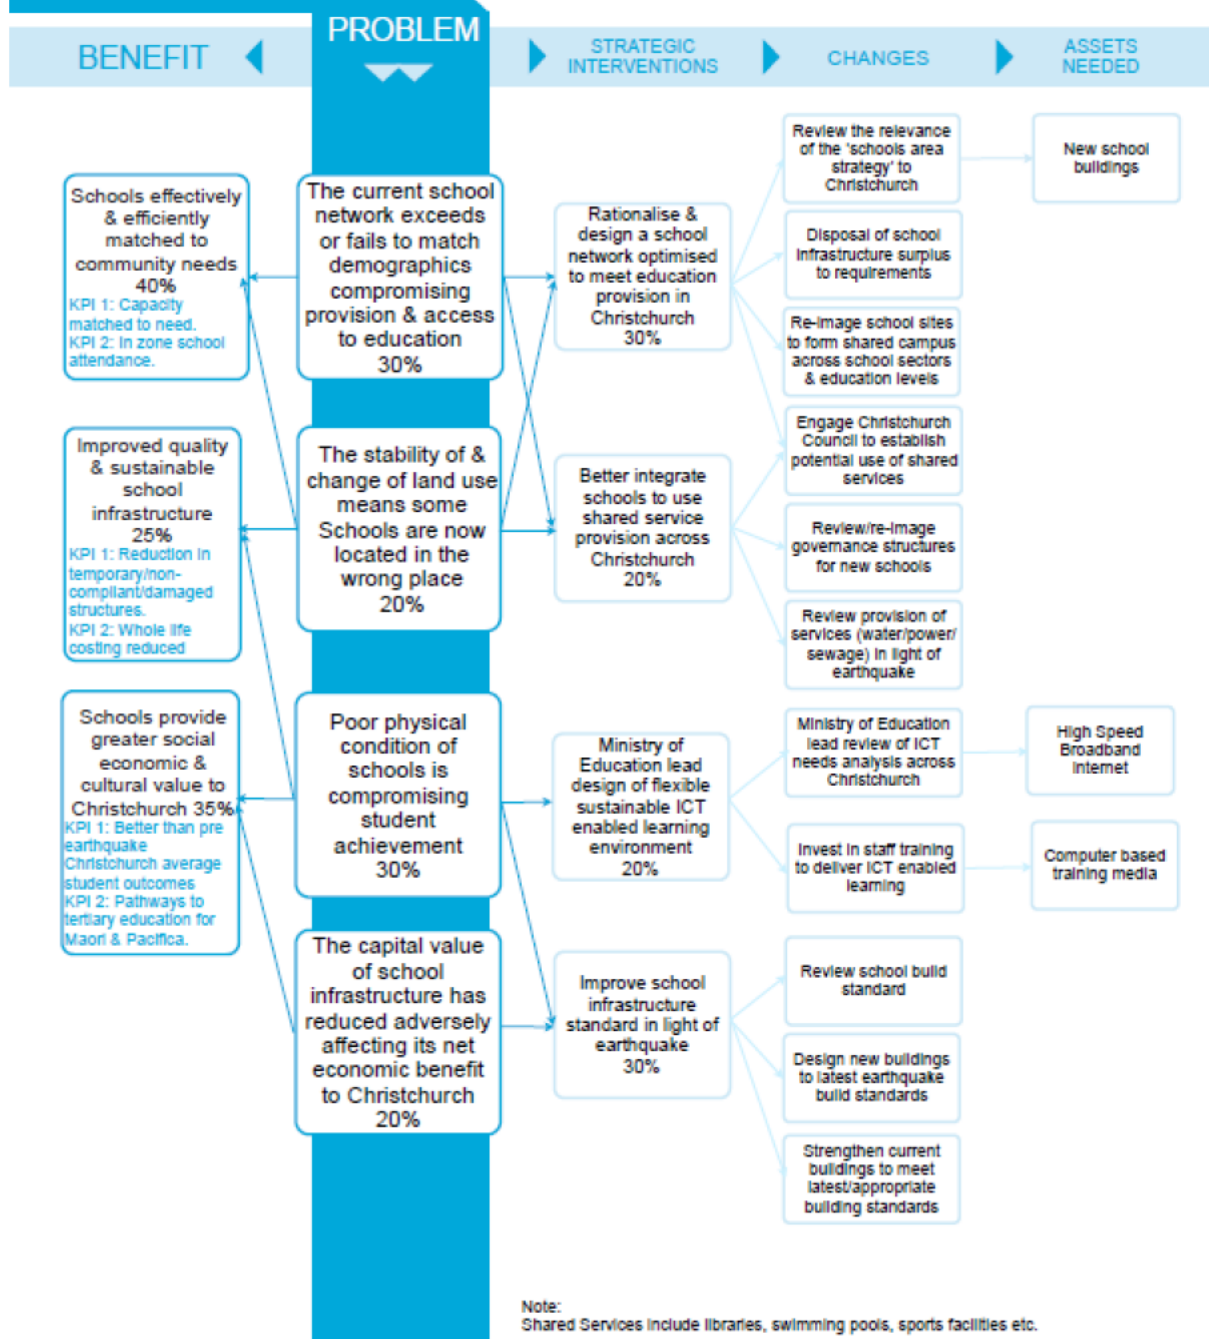 PROBLEM
BENEFIT
STRATEGIC
INTERVENTIONS
CHANGES
ASSETS
NEEDED
Schools effectively
& efficiently
matched to
community needs
40%
KPI 1: Capacity
matched to need.
KPI 2: In zone school
attendance.
Improved quality
& sustainable
school
infrastructure
25%
KPI 1: Reduction in
temporary/non-
compliant/damaged
structures.
KPI 2: Whole life
costing reduced
Schools provide
greater social
economic &
cultural value to
Christchurch 35%
KPI 1: Better than pre
earthquake
Christchurch average
student outcomes
KPI 2: Pathways to
tertiary education for
Maori & Pacifica.
The current school
network exceeds
or fails to match
demographics
compromising
provision & access
to education
30%
The stability of &
change of land use
means some
Schools are now
located in the
wrong place
20%
Poor physical
condition of
schools is
compromising
student
achievement
30%
The capital value
of school
infrastructure has
reduced adversely
affecting its net
economic benefit
to Christchurch
20%
Rationalise &
design a school
network optimised
to meet education
provision in
Christchurch
30%
Better integrate
schools to use
shared service
provision across
Christchurch
20%
Ministry of
Education lead
design of flexible
sustainable ICT
enabled learning
environment
20%
Improve school
infrastructure
standard in light of
earthquake
30%
Review the relevance
of the 'schools area
strategy' to
Christchurch
Disposal of school
infrastructure surplus
to requirements
Re-image school sites
to form shared campus
across school sectors
& education levels
Engage Christchurch
Council to establish
potential use of shared
services
Review/re-image
governance structures
for new schools
Review provision of
services (water/power/
sewage) in light of
earthquake
Ministry of Education
lead review of ICT
needs analysis across
Christchurch
Invest in staff training
to deliver ICT enabled
learning
Review school build
standard
Design new buildings
to latest earthquake
build standards
Strengthen current
buildings to meet
latest/appropriate
building standards
New school
buildings
High Speed
Broadband
Internet
Computer based
training media
Note:
Shared Services include libraries, swimming pools, sports facilities etc.